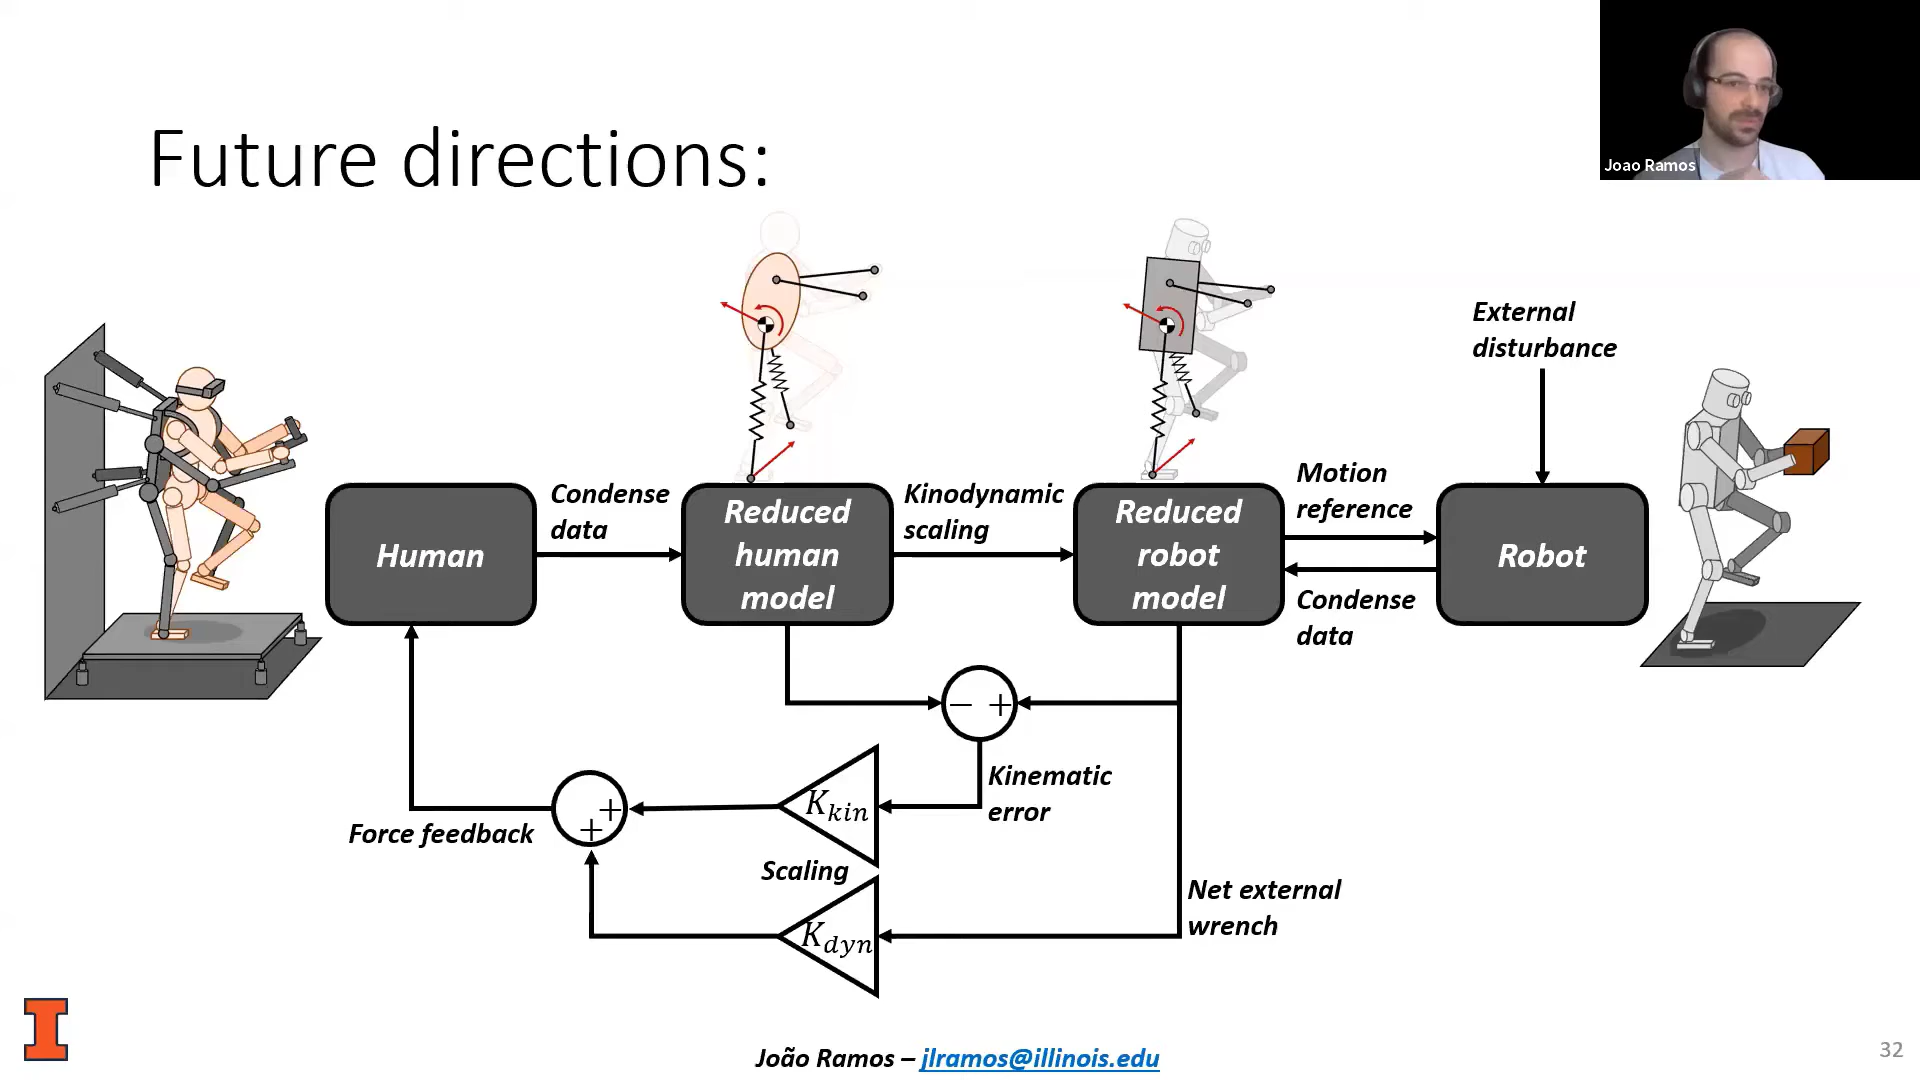 Joao Ramos
Future directions:
External
disturbance
Human
Condense
data
Reduced
human
model
Kinodynamic
scaling
Reduced
robot
model
Motion
reference
Condense
data
Robot
− +
Kinematic
error
K_kin
+
+
Force feedback
Scaling
K_dyn
Net external
wrench
João Ramos – jlramos@illinois.edu
32